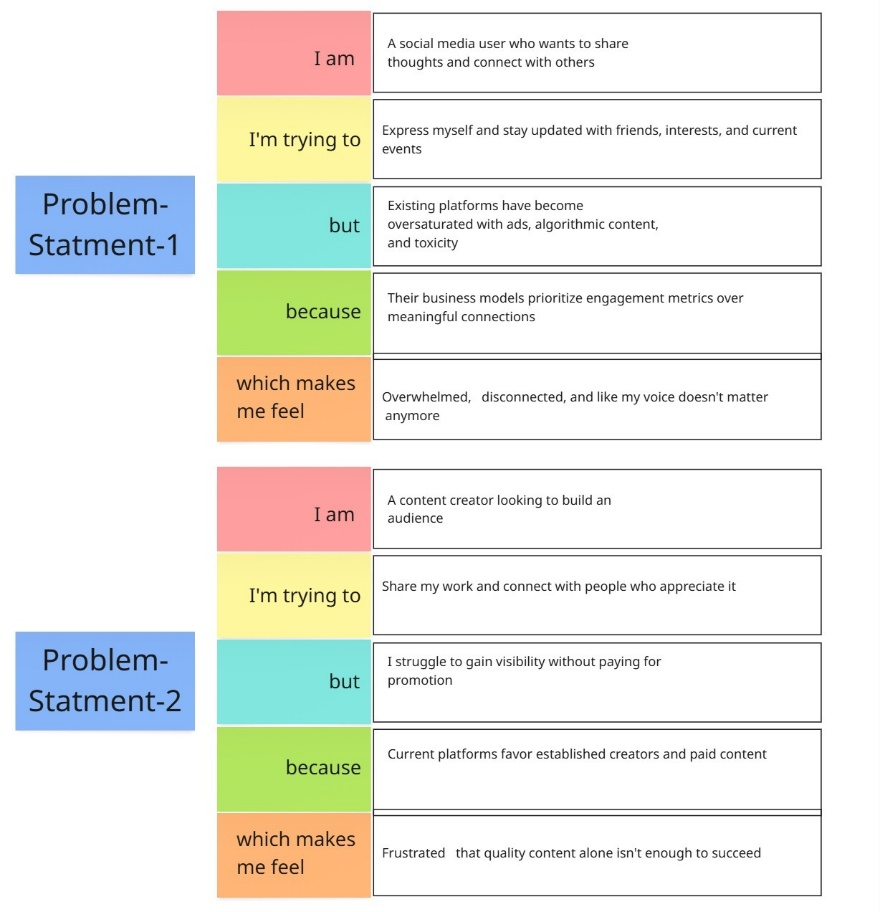 I am
A social media user who wants to share
thoughts and connect with others
I'm trying to
Express myself and stay updated with friends, interests, and current
events
Problem-
Statment-1
but
Existing platforms have become
oversaturated with ads, algorithmic content,
and toxicity
because
Their business models prioritize engagement metrics over
meaningful connections
which makes
me feel
Overwhelmed, disconnected, and like my voice doesn't matter
anymore
I am
A content creator looking to build an
audience
I'm trying to
Share my work and connect with people who appreciate it
Problem-
Statment-2
but
I struggle to gain visibility without paying for
promotion
because
Current platforms favor established creators and paid content
which makes
me feel
Frustrated that quality content alone isn't enough to succeed